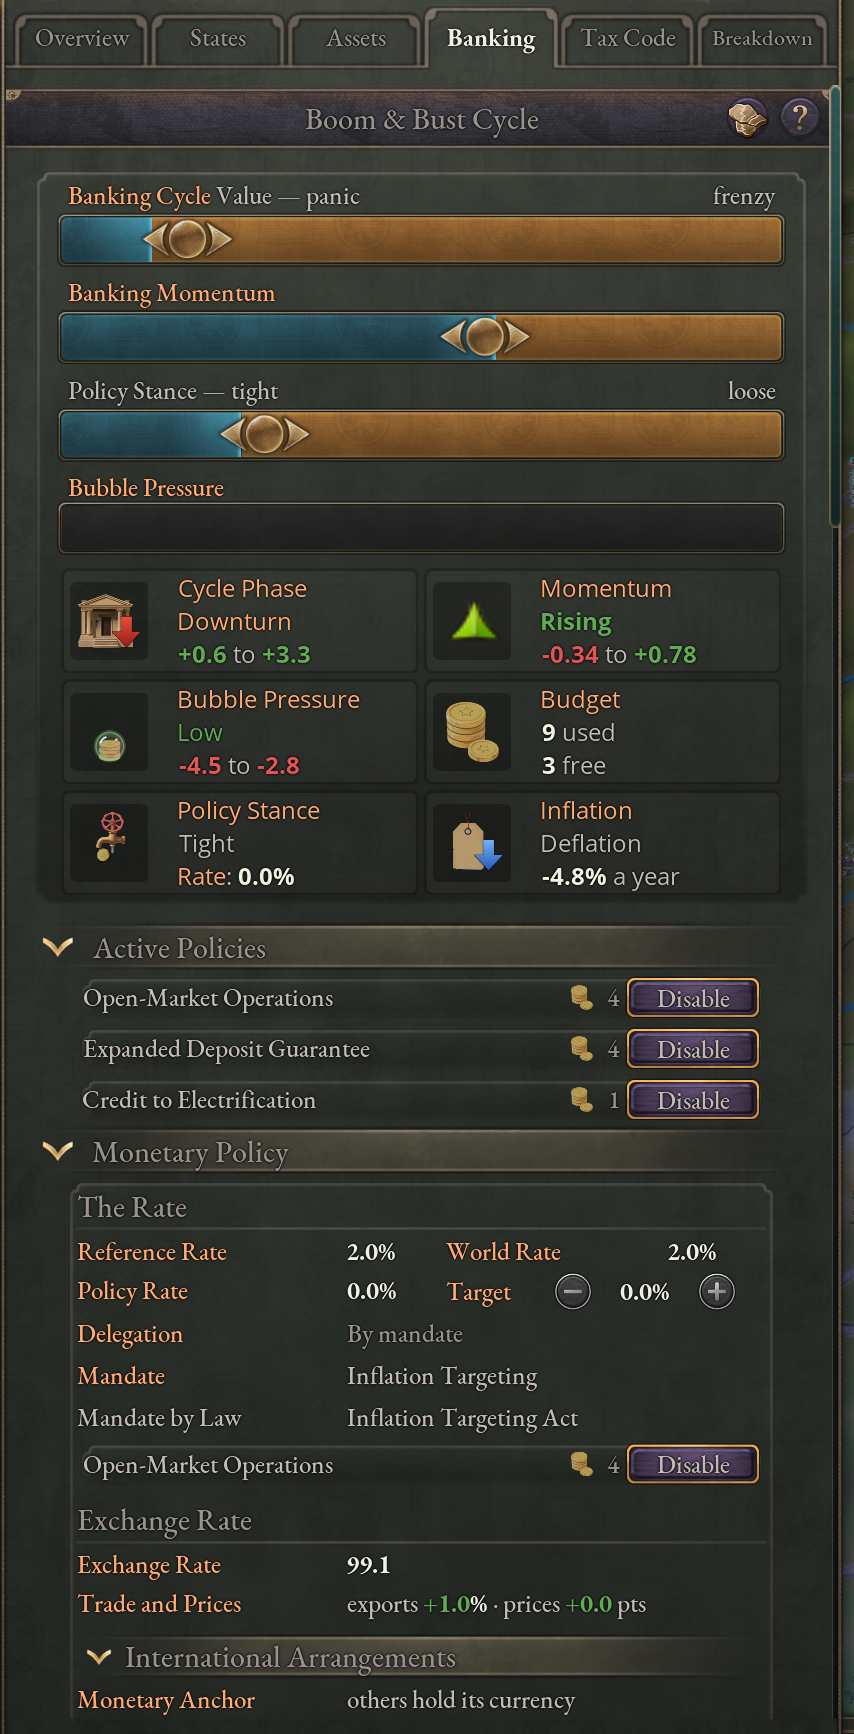 Overview States Assets Banking Tax Code Breakdown
Boom & Bust Cycle ?
Banking Cycle Value — panic frenzy
Banking Momentum
Policy Stance — tight loose
Bubble Pressure
Cycle Phase
Downturn
+0.6 to +3.3
Momentum
Rising
-0.34 to +0.78
Bubble Pressure
Low
-4.5 to -2.8
Budget
9 used
3 free
Policy Stance
Tight
Rate: 0.0%
Inflation
Deflation
-4.8% a year
Active Policies
Open-Market Operations 4 Disable
Expanded Deposit Guarantee 4 Disable
Credit to Electrification 1 Disable
Monetary Policy
The Rate
Reference Rate 2.0% World Rate 2.0%
Policy Rate 0.0% Target − 0.0% +
Delegation By mandate
Mandate Inflation Targeting
Mandate by Law Inflation Targeting Act
Open-Market Operations 4 Disable
Exchange Rate
Exchange Rate 99.1
Trade and Prices exports +1.0% · prices +0.0 pts
International Arrangements
Monetary Anchor others hold its currency